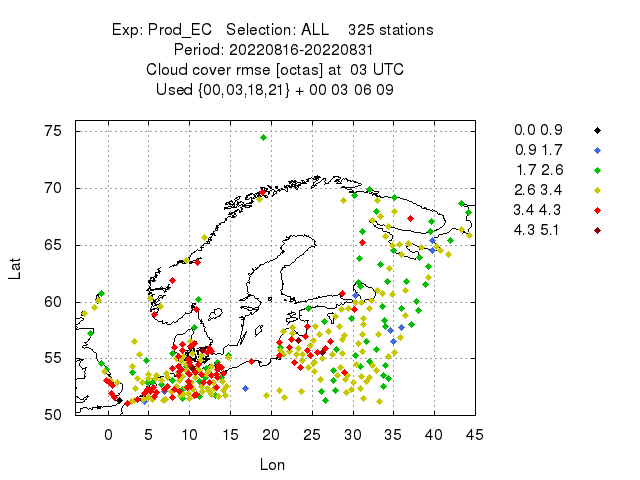 Exp: Prod_EC   Selection: ALL    325 stations
Period: 20220816-20220831
Cloud cover rmse [octas] at  03 UTC
Used {00,03,18,21} + 00 03 06 09
0.0 0.9
0.9 1.7
1.7 2.6
2.6 3.4
3.4 4.3
4.3 5.1
75
70
65
60
55
50
Lat
0 5 10 15 20 25 30 35 40 45
Lon